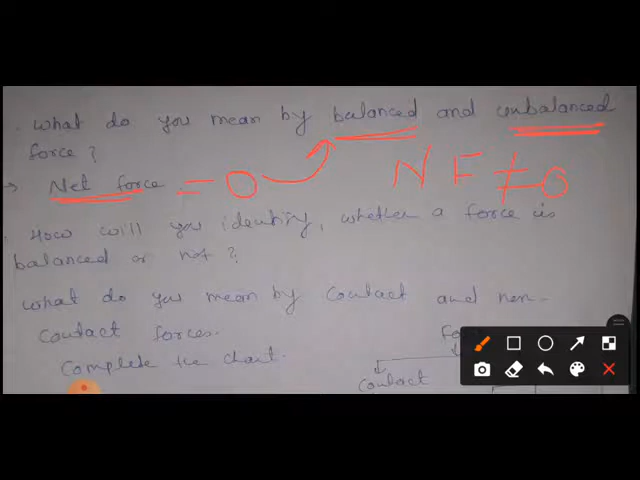 What do you mean by balanced and unbalanced
force?
→ Net force = 0 N F ≠ 0
How will you identify, whether a force is
balanced or not?
What do you mean by Contact and non-
Contact forces.
Complete the chart.
Fo
Contact